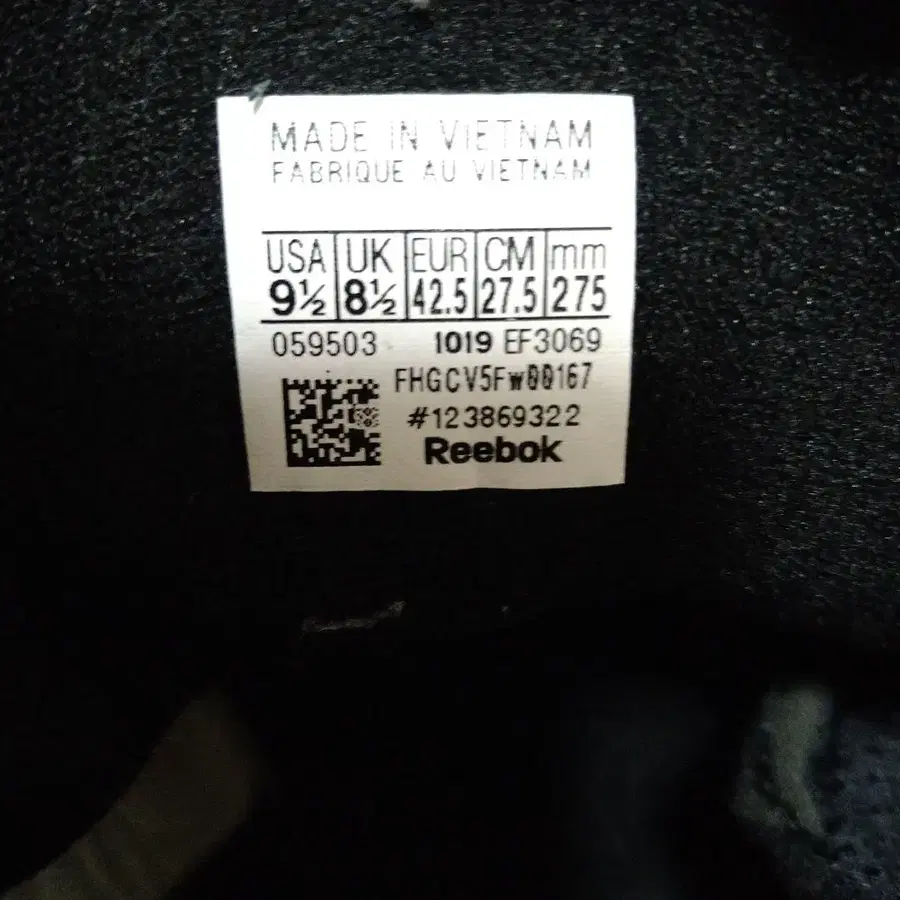 MADE IN VIETNAM
FABRIQUE AU VIETNAM
USA UK EUR CM mm
9½ 8½ 42.5 27.5 275
059503 1019 EF3069
FHGCV5FW00167
#123869322
Reebok